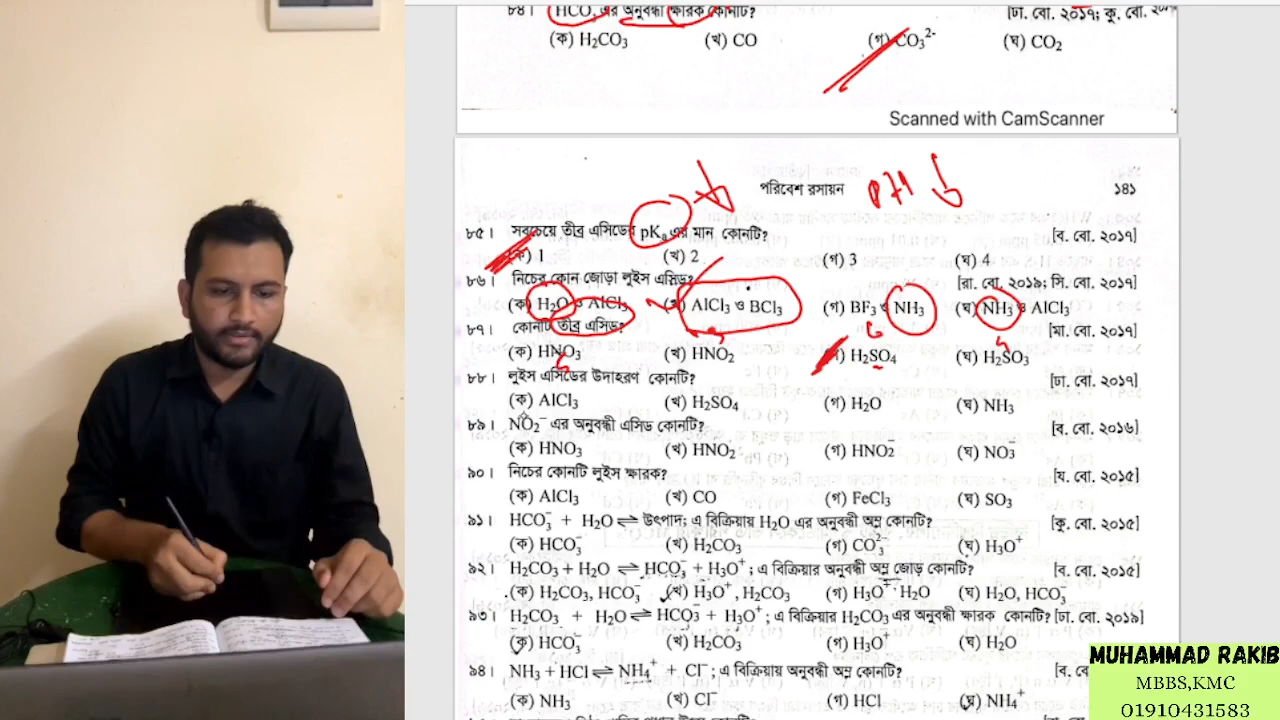 ৮৪। HCO3 এর অনুবন্ধী ক্ষারক কোনটি? [ঢা. বো. ২০১৭; কু. বো.
(ক) H2CO3 (খ) CO (গ) CO3²⁻ (ঘ) CO2
Scanned with CamScanner
পরিবেশ রসায়ন PH ১৪১
৮৫। সবচেয়ে তীব্র এসিডের pKa এর মান কোনটি? [ব. বো. ২০১৭]
(ক) 1 (খ) 2 (গ) 3 (ঘ) 4
৮৬। নিচের কোন জোড়া লুইস এসিড? [রা. বো. ২০১৯; সি. বো. ২০১৭]
(ক) H2O ও AlCl3 (খ) AlCl3 ও BCl3 (গ) BF3 ও NH3 (ঘ) NH3 ও AlCl3
৮৭। কোনটি তীব্র এসিড? [মা. বো. ২০১৭]
(ক) HNO3 (খ) HNO2 (গ) H2SO4 (ঘ) H2SO3
৮৮। লুইস এসিডের উদাহরণ কোনটি? [ঢা. বো. ২০১৭]
(ক) AlCl3 (খ) H2SO4 (গ) H2O (ঘ) NH3
৮৯। NO2⁻ এর অনুবন্ধী এসিড কোনটি? [ব. বো. ২০১৬]
(ক) HNO3 (খ) HNO2 (গ) HNO2⁻ (ঘ) NO3⁻
৯০। নিচের কোনটি লুইস ক্ষারক? [য. বো. ২০১৫]
(ক) AlCl3 (খ) CO (গ) FeCl3 (ঘ) SO3
৯১। HCO3⁻ + H2O ⇌ উৎপাদ; এ বিক্রিয়ায় H2O এর অনুবন্ধী অম্ল কোনটি? [কু. বো. ২০১৫]
(ক) HCO3⁻ (খ) H2CO3 (গ) CO3²⁻ (ঘ) H3O⁺
৯২। H2CO3 + H2O ⇌ HCO3⁻ + H3O⁺; এ বিক্রিয়ার অনুবন্ধী অম্ল জোড় কোনটি? [ব. বো. ২০১৫]
(ক) H2CO3, HCO3⁻ (খ) H3O⁺, H2CO3 (গ) H3O⁺ H2O (ঘ) H2O, HCO3⁻
৯৩। H2CO3 + H2O ⇌ HCO3⁻ + H3O⁺; এ বিক্রিয়ার H2CO3 এর অনুবন্ধী ক্ষারক কোনটি? [ঢা. বো. ২০১৯]
(ক) HCO3⁻ (খ) H2CO3 (গ) H3O⁺ (ঘ) H2O
৯৪। NH3 + HCl ⇌ NH4⁺ + Cl⁻; এ বিক্রিয়ায় অনুবন্ধী অম্ল কোনটি? [ব. বে
(ক) NH3 (খ) Cl⁻ (গ) HCl (ঘ) NH4⁺
MUHAMMAD RAKIB
MBBS,KMC
01910431583